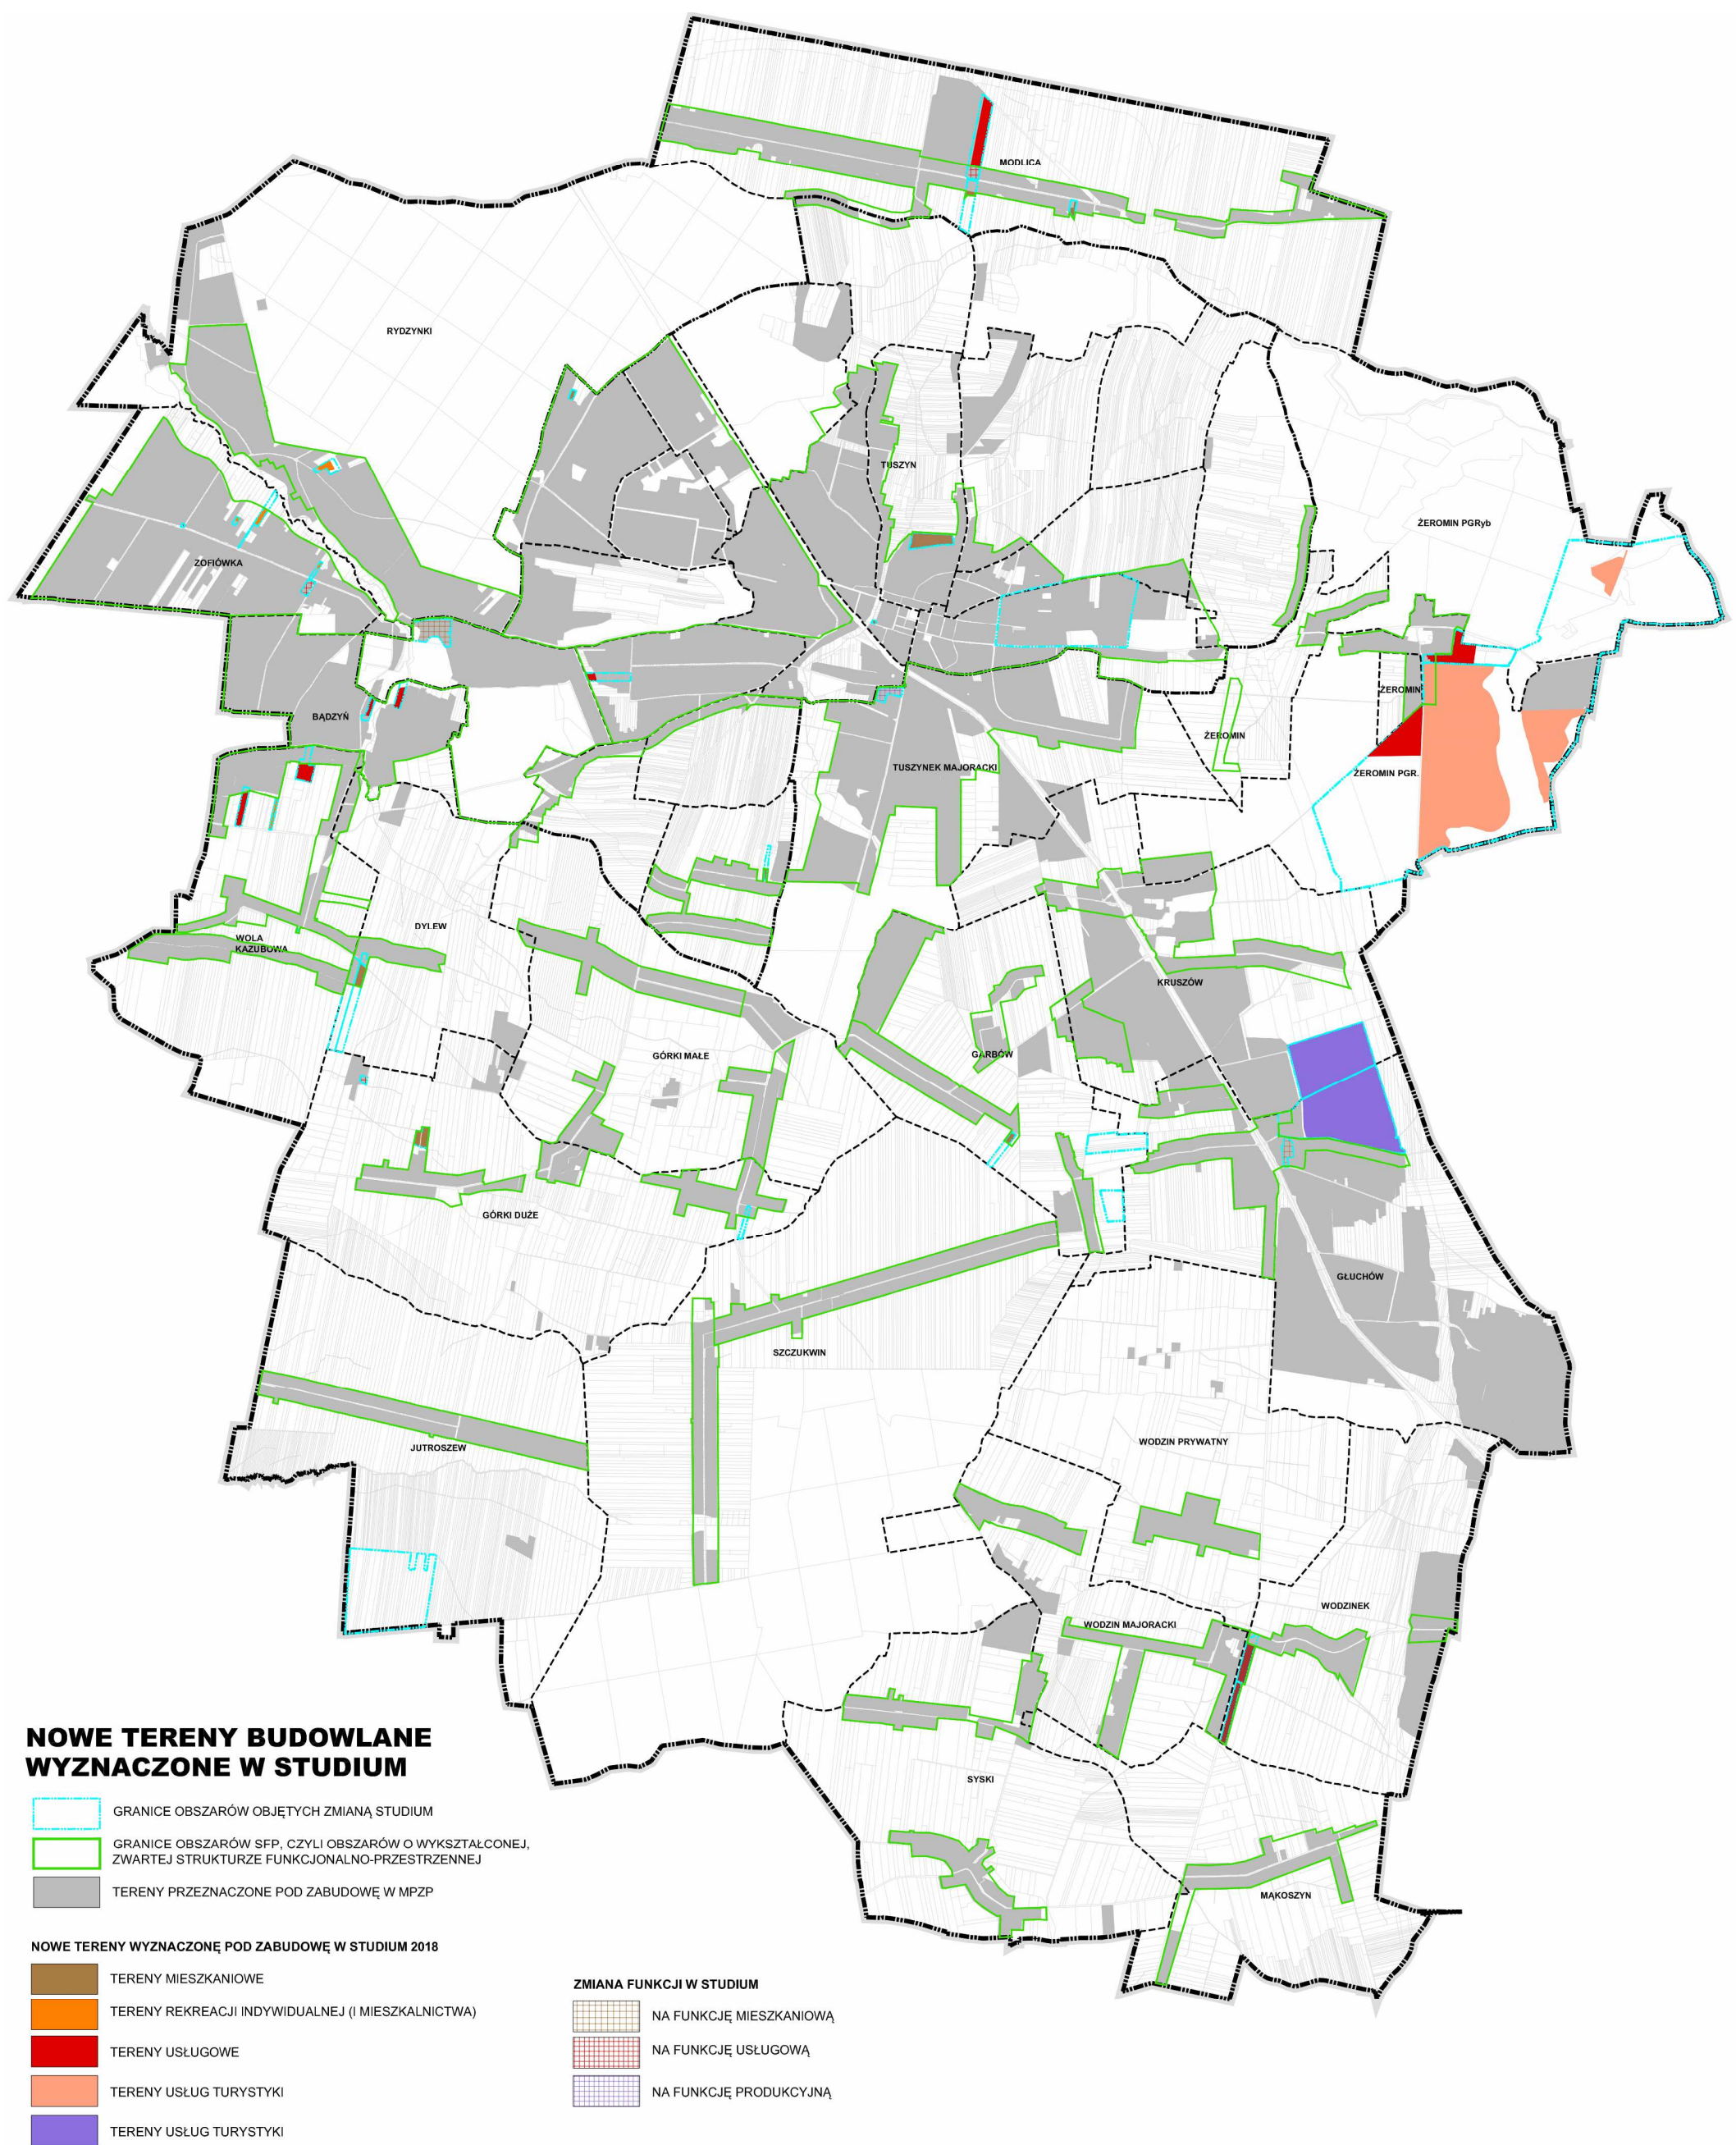 MODLICA
RYDZYNKI
TUSZYN
ŻEROMIN PGRyb
ZOFIÓWKA
ŻEROMIN
BĄDZYŃ
ŻEROMIN
TUSZYNEK MAJORACKI
ŻEROMIN PGR.
DYLEW
WOLA
KAZUBOWA
KRUSZÓW
GÓRKI MAŁE
GARBÓW
GÓRKI DUŻE
GŁUCHÓW
SZCZUKWIN
JUTROSZEW
WODZIN PRYWATNY
WODZINEK
WODZIN MAJORACKI
SYSKI
MĄKOSZYN
NOWE TERENY BUDOWLANE
WYZNACZONE W STUDIUM
GRANICE OBSZARÓW OBJĘTYCH ZMIANĄ STUDIUM
GRANICE OBSZARÓW SFP, CZYLI OBSZARÓW O WYKSZTAŁCONEJ,
ZWARTEJ STRUKTURZE FUNKCJONALNO-PRZESTRZENNEJ
TERENY PRZEZNACZONE POD ZABUDOWĘ W MPZP
NOWE TERENY WYZNACZONĘ POD ZABUDOWĘ W STUDIUM 2018
TERENY MIESZKANIOWE
TERENY REKREACJI INDYWIDUALNEJ (I MIESZKALNICTWA)
TERENY USŁUGOWE
TERENY USŁUG TURYSTYKI
TERENY USŁUG TURYSTYKI
ZMIANA FUNKCJI W STUDIUM
NA FUNKCJĘ MIESZKANIOWĄ
NA FUNKCJĘ USŁUGOWĄ
NA FUNKCJĘ PRODUKCYJNĄ